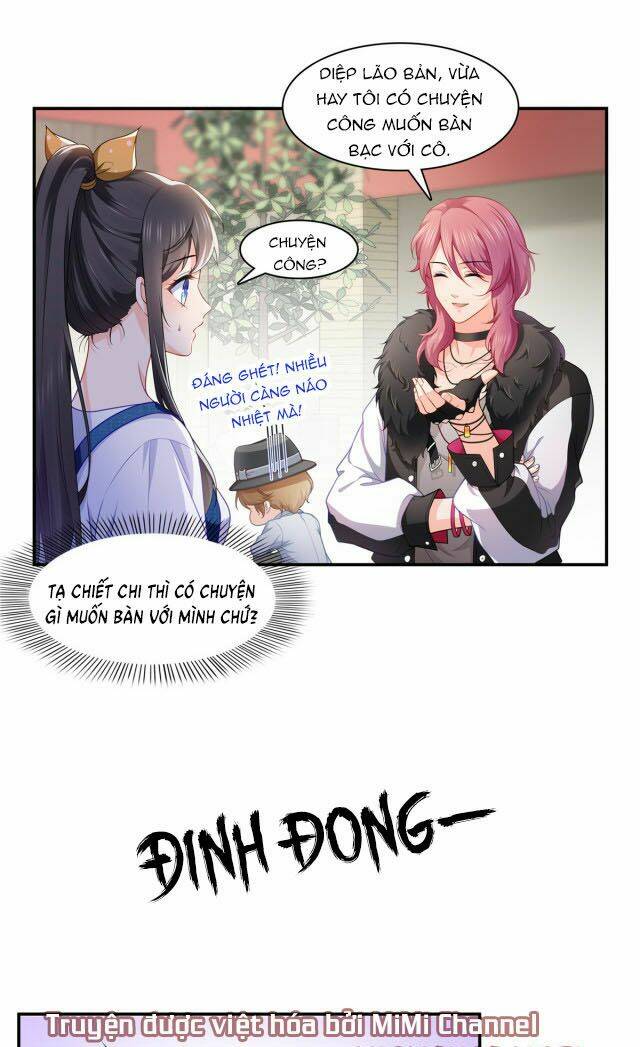 DIỆP LÃO BẢN, VỪA
HAY TÔI CÓ CHUYỆN
CÔNG MUỐN BÀN
BẠC VỚI CÔ.
CHUYỆN
CÔNG?
ĐÁNG GHÉT! NHIỀU
NGƯỜI CÀNG NÁO
NHIỆT MÀ!
TẠ CHIẾT CHI THÌ CÓ CHUYỆN
GÌ MUỐN BÀN VỚI MÌNH CHỨ?
ĐINH ĐONG—
Truyện được việt hóa bởi MiMi Channel